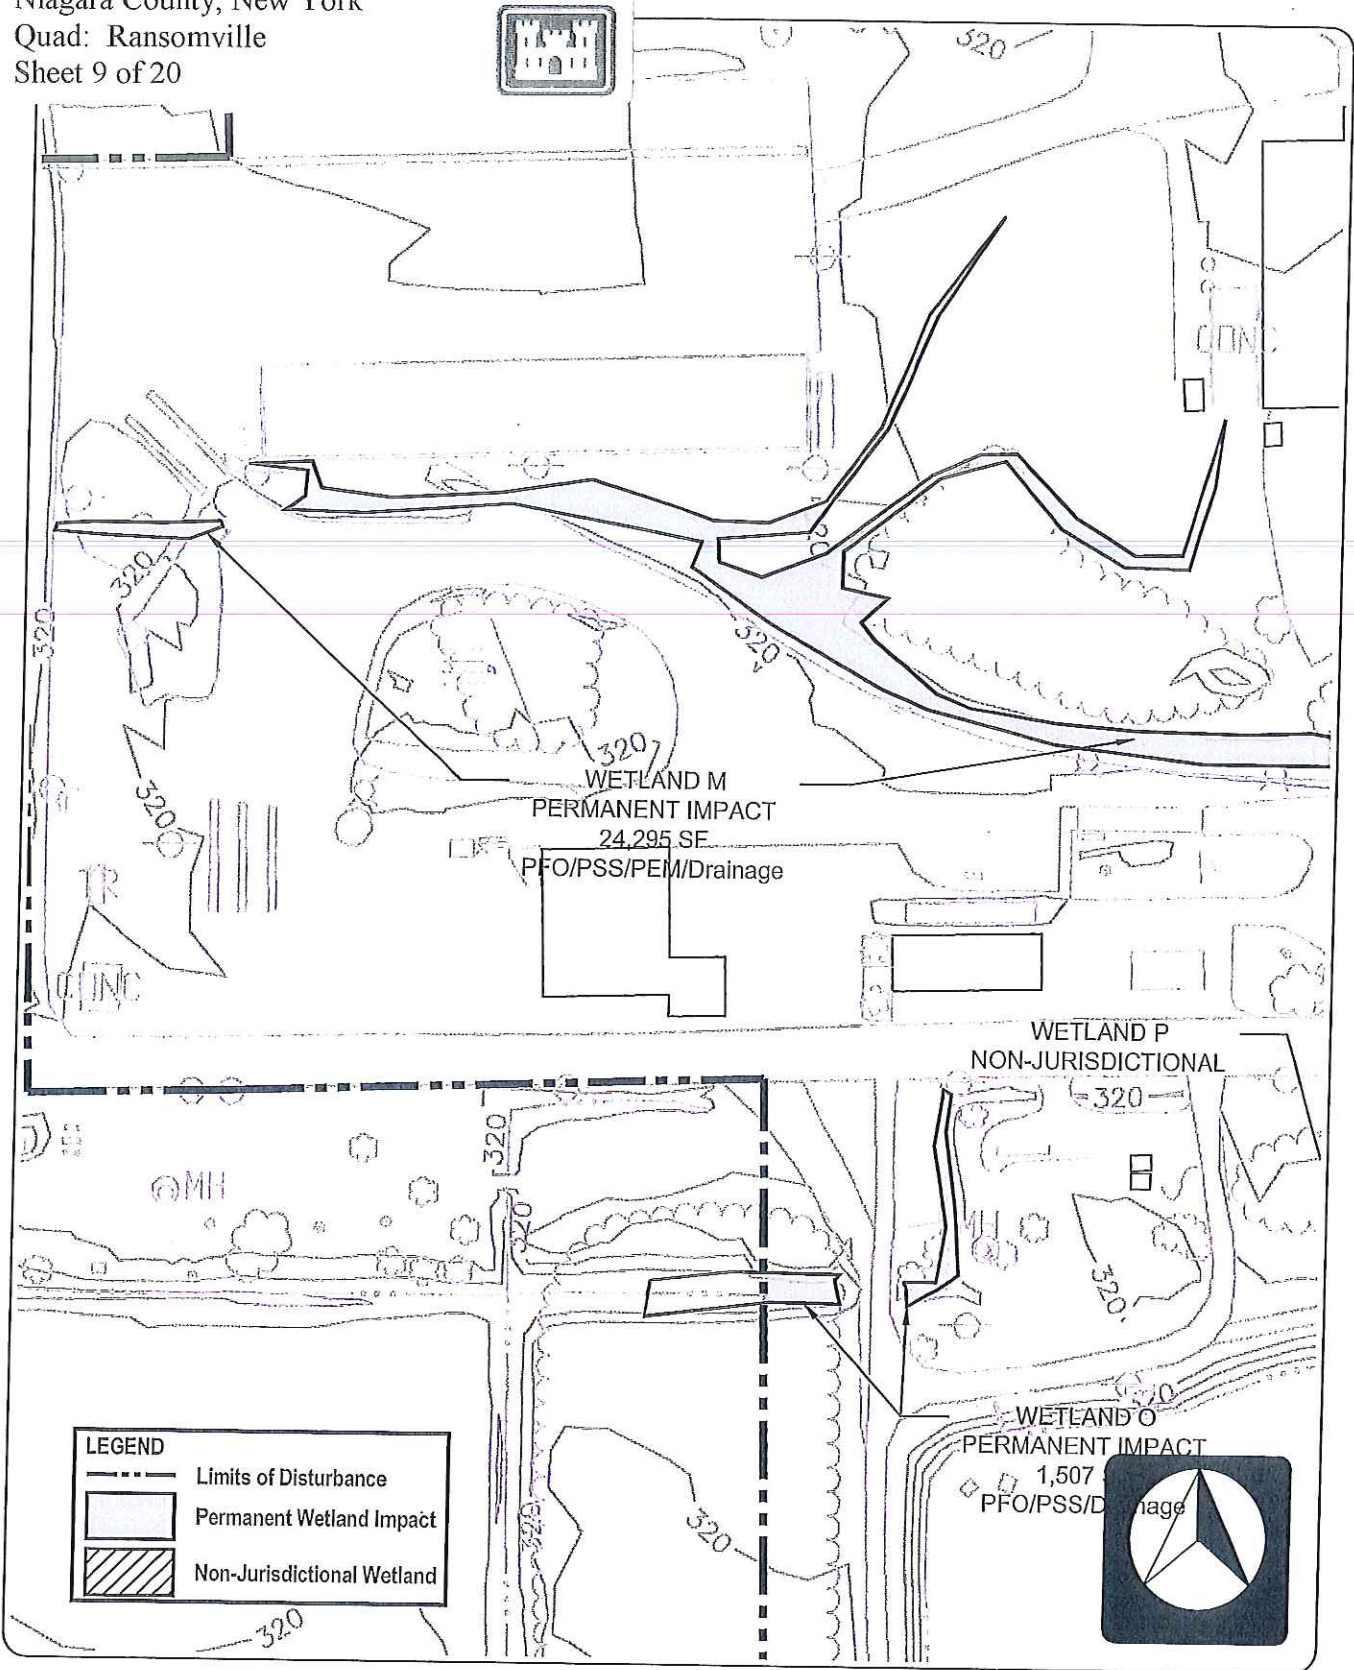 Niagara County, New York
Quad: Ransomville
Sheet 9 of 20
320
CONC
320
320
320
320
WETLAND M
PERMANENT IMPACT
24,295 SF
PFO/PSS/PEM/Drainage
320
TR
CONC
WETLAND P
NON-JURISDICTIONAL
320
320
MH
320
MH
320
WETLAND O
PERMANENT IMPACT
1,507
PFO/PSS/D nage
320
320
LEGEND
Limits of Disturbance
Permanent Wetland Impact
Non-Jurisdictional Wetland
320